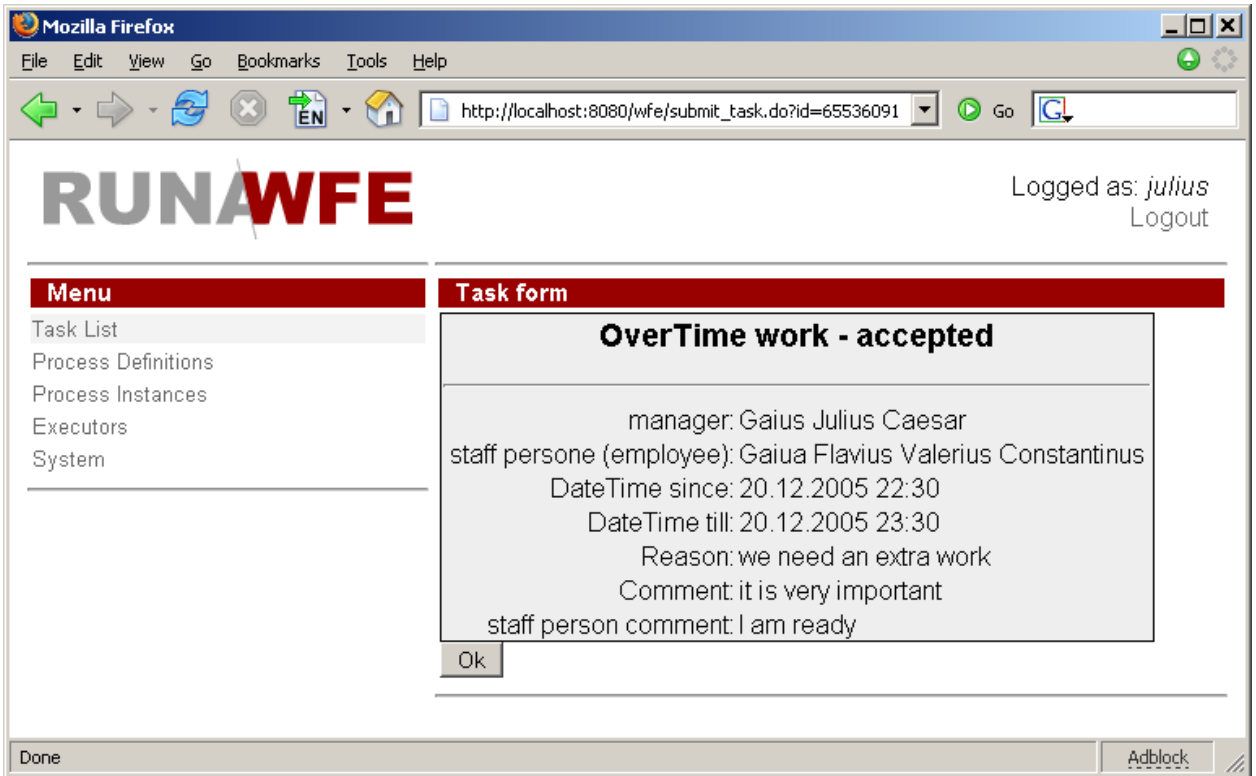 Mozilla Firefox
File Edit View Go Bookmarks Tools Help
EN http://localhost:8080/wfe/submit_task.do?id=65536091 Go G
RUNAWFE
Logged as: julius
Logout
Menu
Task List
Process Definitions
Process Instances
Executors
System
Task form
OverTime work - accepted
manager: Gaius Julius Caesar
staff persone (employee): Gaiua Flavius Valerius Constantinus
DateTime since: 20.12.2005 22:30
DateTime till: 20.12.2005 23:30
Reason: we need an extra work
Comment: it is very important
staff person comment: I am ready
Ok
Done Adblock